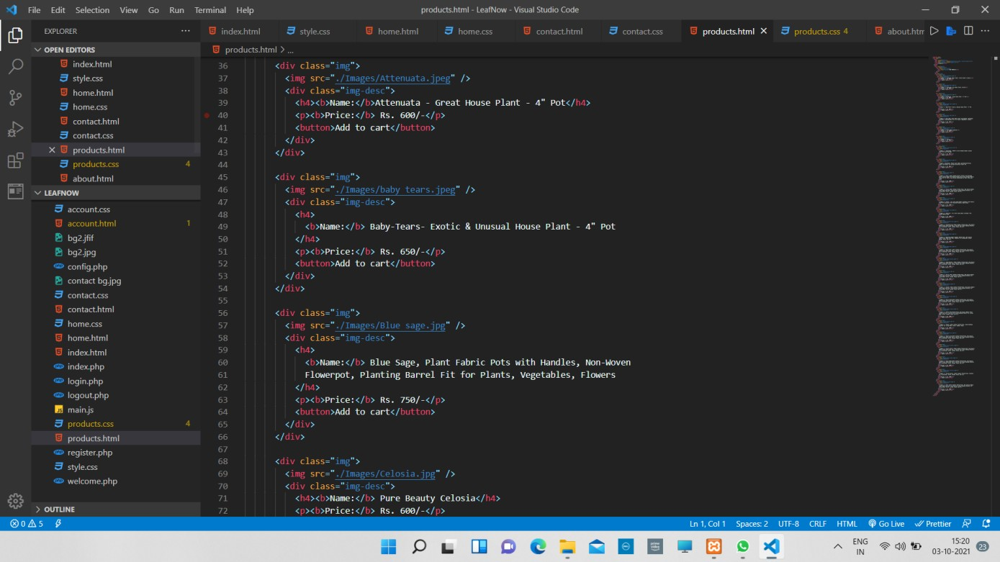 File Edit Selection View Go Run Terminal Help products.html - LeafNow - Visual Studio Code
EXPLORER
index.html style.css home.html home.css contact.html contact.css products.html products.css 4 about.htm
OPEN EDITORS
products.html > ...
index.html
style.css
home.html
home.css
contact.html
contact.css
products.html
products.css 4
about.html
LEAFNOW
account.css
account.html 1
bg2.jfif
bg2.jpg
config.php
contact bg.jpg
contact.css
contact.html
home.css
home.html
index.html
index.php
login.php
logout.php
main.js
products.css 4
products.html
register.php
style.css
welcome.php
OUTLINE
36 <div class="img">
37 <img src="./Images/Attenuata.jpeg" />
38 <div class="img-desc">
39 <h4><b>Name:</b>Attenuata - Great House Plant - 4" Pot</h4>
40 <p><b>Price:</b> Rs. 600/-</p>
41 <button>Add to cart</button>
42 </div>
43 </div>
44
45 <div class="img">
46 <img src="./Images/baby tears.jpeg" />
47 <div class="img-desc">
48 <h4>
49 <b>Name:</b> Baby-Tears- Exotic & Unusual House Plant - 4" Pot
50 </h4>
51 <p><b>Price:</b> Rs. 650/-</p>
52 <button>Add to cart</button>
53 </div>
54 </div>
55
56 <div class="img">
57 <img src="./Images/Blue sage.jpg" />
58 <div class="img-desc">
59 <h4>
60 <b>Name:</b> Blue Sage, Plant Fabric Pots with Handles, Non-Woven
61 Flowerpot, Planting Barrel Fit for Plants, Vegetables, Flowers
62 </h4>
63 <p><b>Price:</b> Rs. 750/-</p>
64 <button>Add to cart</button>
65 </div>
66 </div>
67
68 <div class="img">
69 <img src="./Images/Celosia.jpg" />
70 <div class="img-desc">
71 <h4><b>Name:</b> Pure Beauty Celosia</h4>
72 <p><b>Price:</b> Rs. 600/-</p>
0 5 Ln 1, Col 1 Spaces: 2 UTF-8 CRLF HTML Go Live Prettier
ENG 15:20
IN 03-10-2021 23